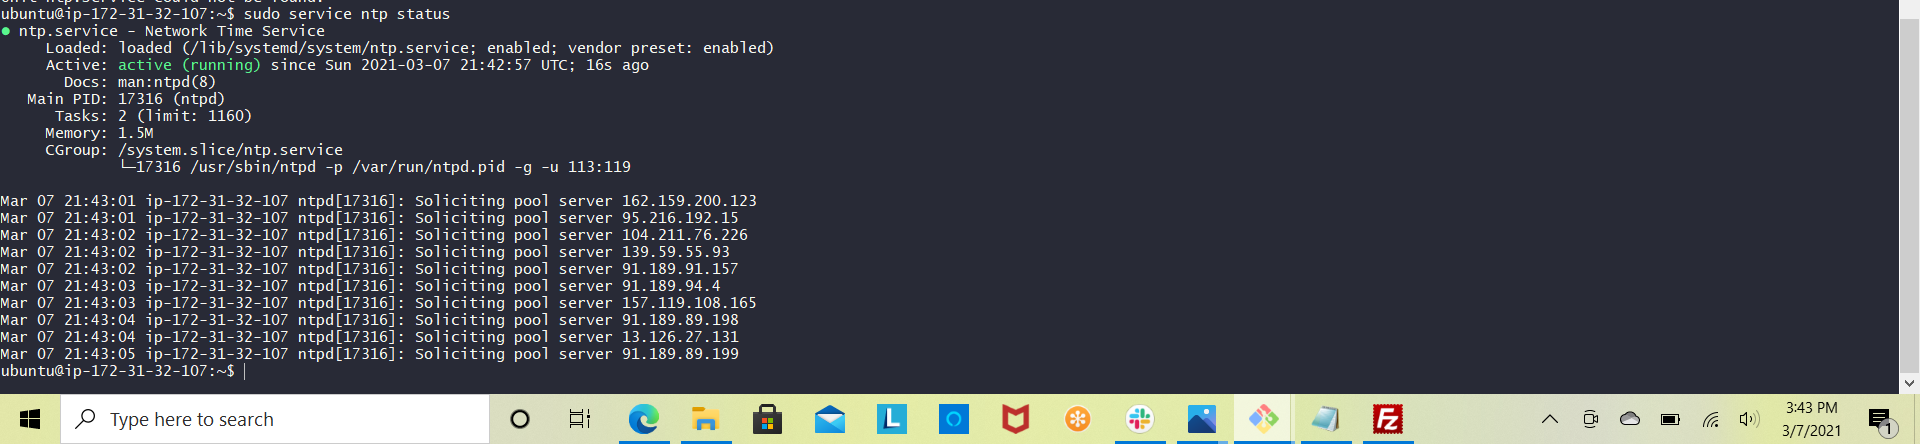 ubuntu@ip-172-31-32-107:~$ sudo service ntp status
● ntp.service - Network Time Service
Loaded: loaded (/lib/systemd/system/ntp.service; enabled; vendor preset: enabled)
Active: active (running) since Sun 2021-03-07 21:42:57 UTC; 16s ago
Docs: man:ntpd(8)
Main PID: 17316 (ntpd)
Tasks: 2 (limit: 1160)
Memory: 1.5M
CGroup: /system.slice/ntp.service
└─17316 /usr/sbin/ntpd -p /var/run/ntpd.pid -g -u 113:119
Mar 07 21:43:01 ip-172-31-32-107 ntpd[17316]: Soliciting pool server 162.159.200.123
Mar 07 21:43:01 ip-172-31-32-107 ntpd[17316]: Soliciting pool server 95.216.192.15
Mar 07 21:43:02 ip-172-31-32-107 ntpd[17316]: Soliciting pool server 104.211.76.226
Mar 07 21:43:02 ip-172-31-32-107 ntpd[17316]: Soliciting pool server 139.59.55.93
Mar 07 21:43:02 ip-172-31-32-107 ntpd[17316]: Soliciting pool server 91.189.91.157
Mar 07 21:43:03 ip-172-31-32-107 ntpd[17316]: Soliciting pool server 91.189.94.4
Mar 07 21:43:03 ip-172-31-32-107 ntpd[17316]: Soliciting pool server 157.119.108.165
Mar 07 21:43:04 ip-172-31-32-107 ntpd[17316]: Soliciting pool server 91.189.89.198
Mar 07 21:43:04 ip-172-31-32-107 ntpd[17316]: Soliciting pool server 13.126.27.131
Mar 07 21:43:05 ip-172-31-32-107 ntpd[17316]: Soliciting pool server 91.189.89.199
ubuntu@ip-172-31-32-107:~$
Type here to search
L
Fz
3:43 PM
3/7/2021
1